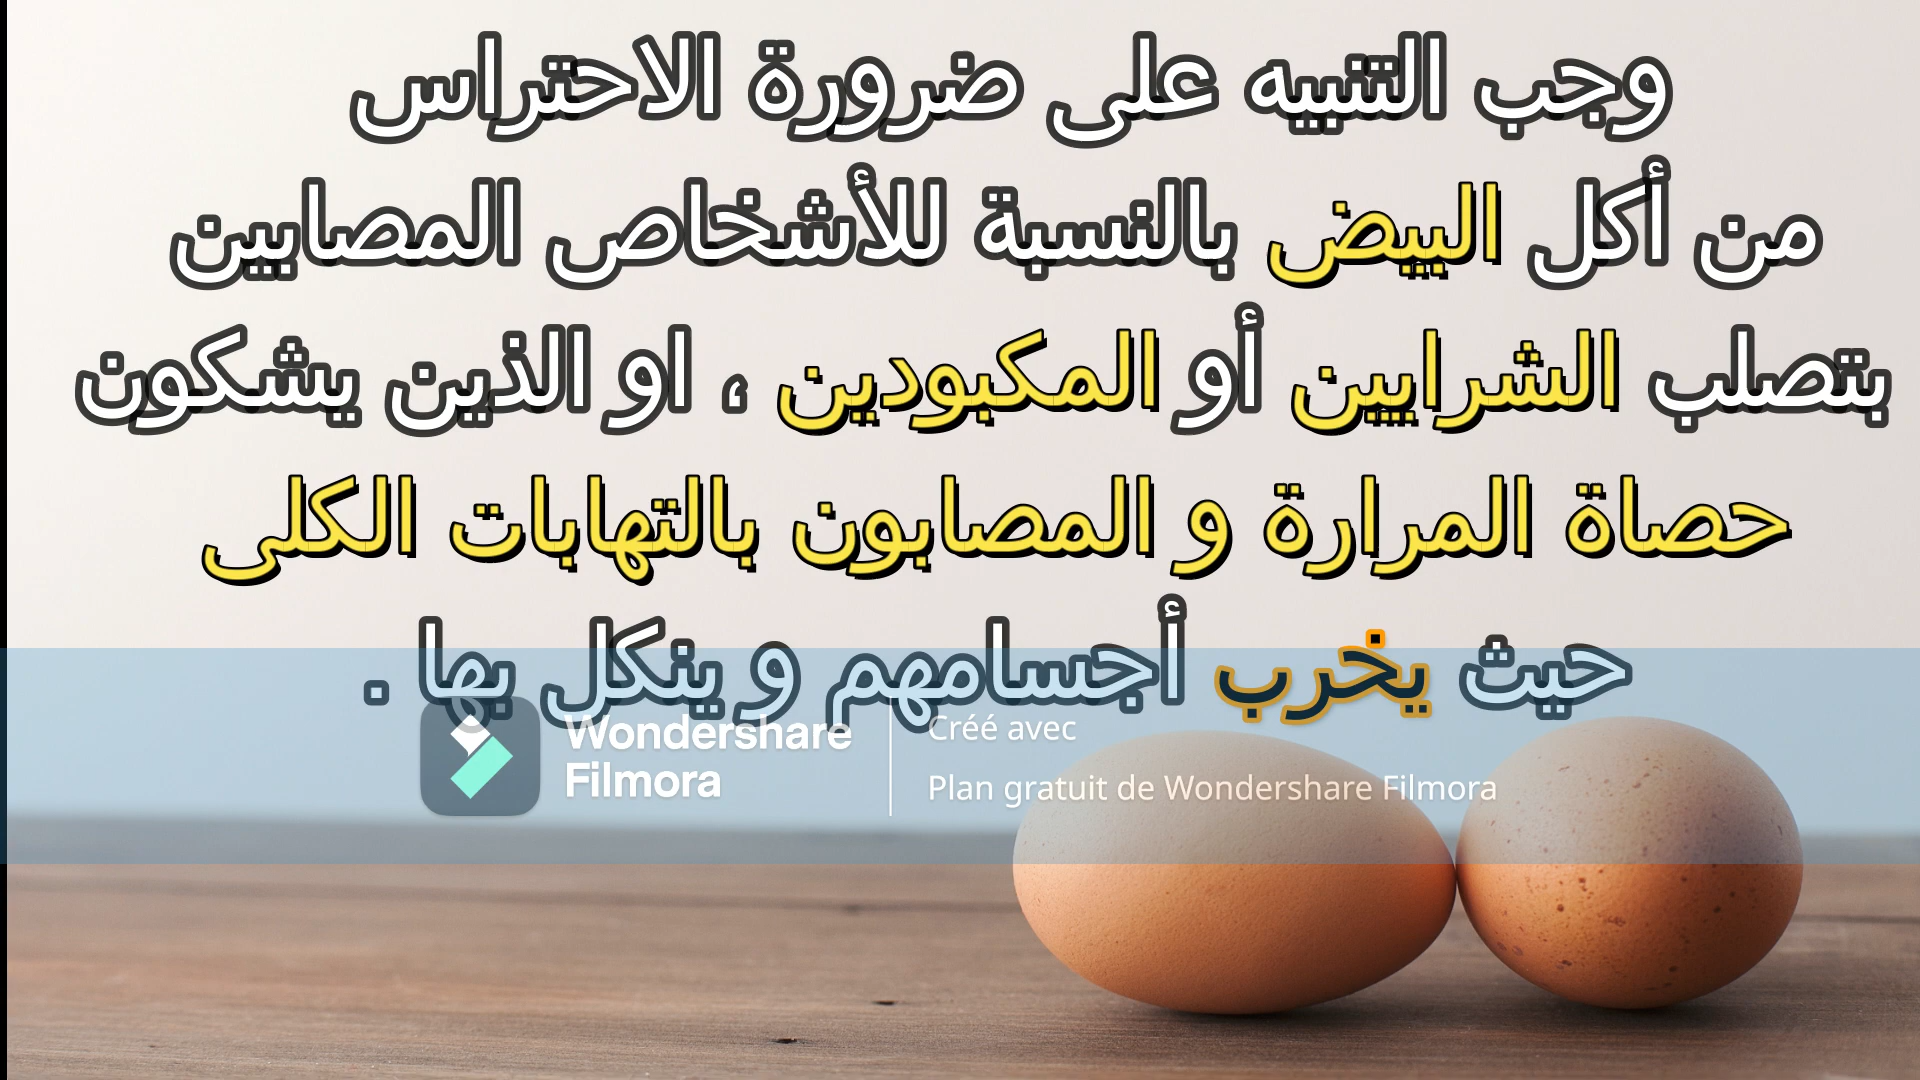 وجب التنبيه على ضرورة الاحتراس
من أكل البيض بالنسبة للأشخاص المصابين
بتصلب الشرايين أو المكبودين ، او الذين يشكون
حصاة المرارة و المصابون بالتهابات الكلى
حيث يخرب أجسامهم و ينكل بها .
Wondershare
Filmora
Créé avec
Plan gratuit de Wondershare Filmora